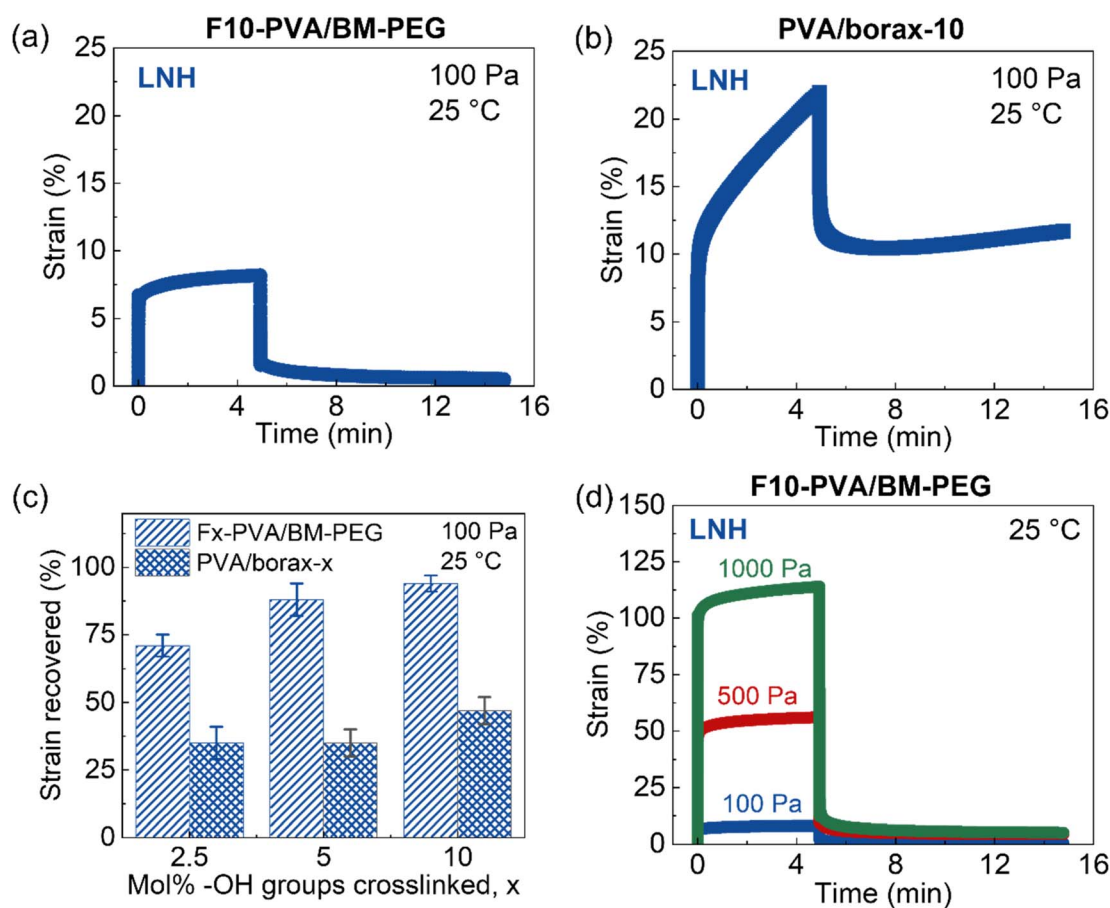 (a)
F10-PVA/BM-PEG
25
20
15
10
5
0
Strain (%)
LNH
100 Pa
25 °C
0 4 8 12 16
Time (min)
(b)
PVA/borax-10
25
20
15
10
5
0
Strain (%)
LNH
100 Pa
25 °C
0 4 8 12 16
Time (min)
(c)
100
75
50
25
0
Strain recovered (%)
Fx-PVA/BM-PEG
PVA/borax-x
100 Pa
25 °C
2.5 5 10
Mol% -OH groups crosslinked, x
(d)
F10-PVA/BM-PEG
150
125
100
75
50
25
0
Strain (%)
LNH
25 °C
1000 Pa
500 Pa
100 Pa
0 4 8 12 16
Time (min)